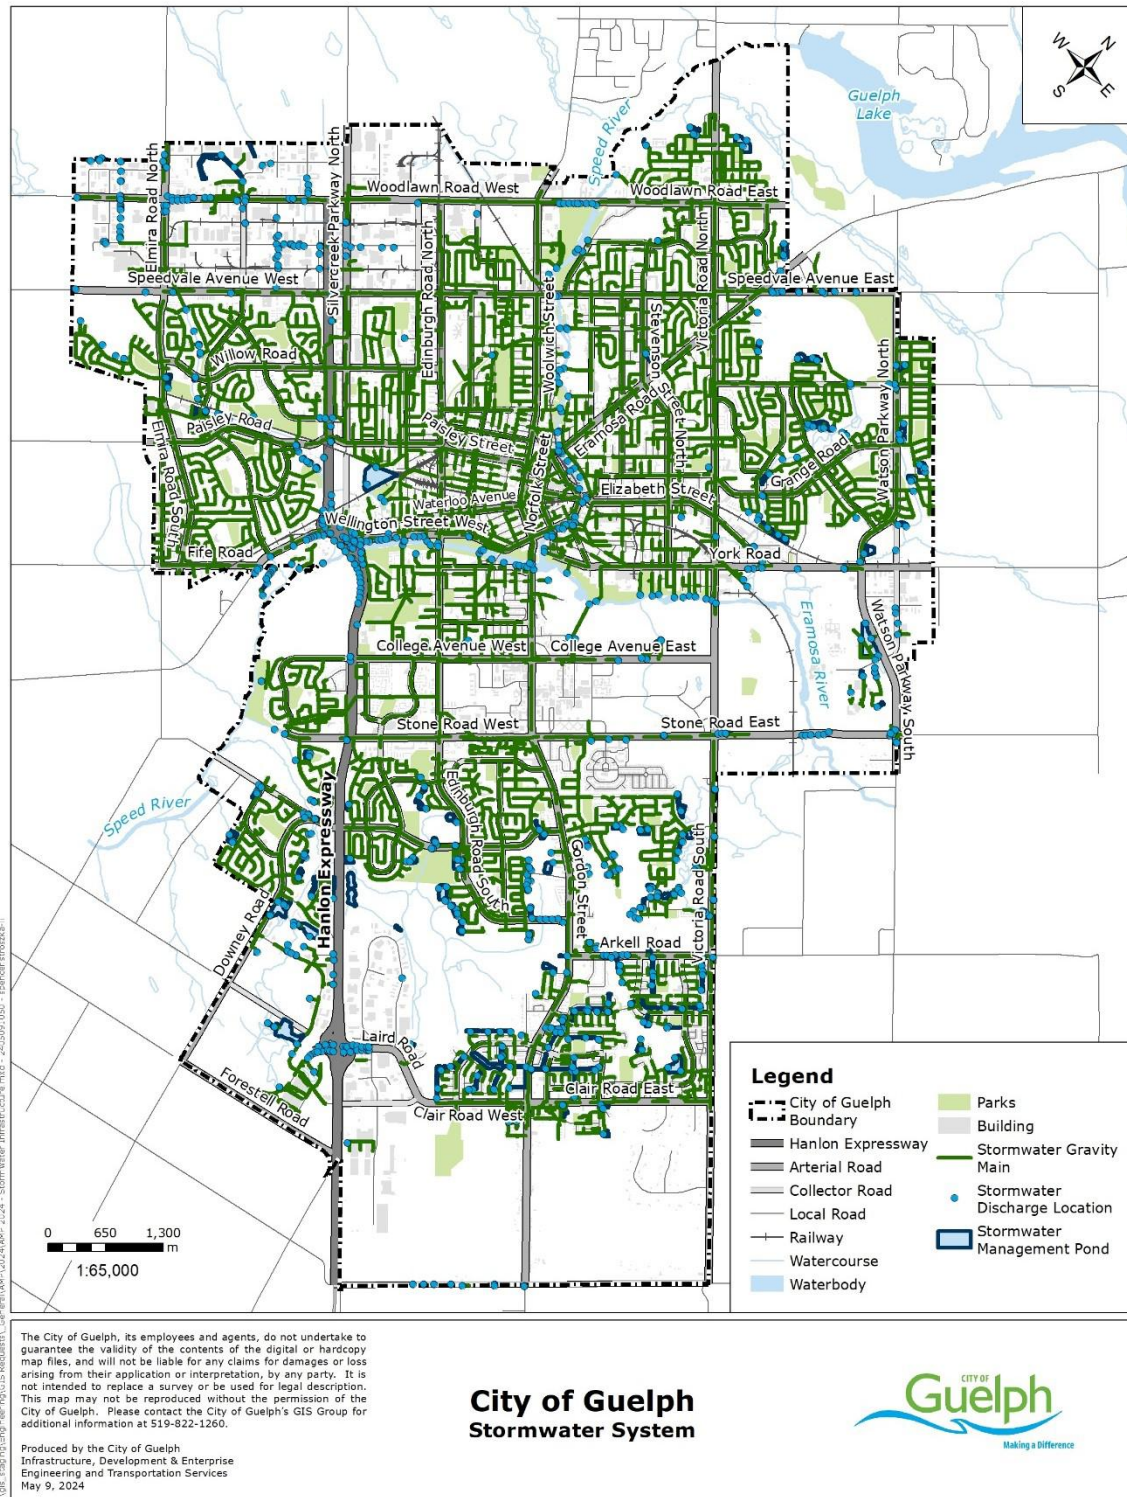 N
W
E
S
Guelph
Lake
Speed River
Woodlawn Road West
Woodlawn Road East
Elmira Road North
Silvercreek Parkway North
Edinburgh Road North
Victoria Road North
Speedvale Avenue West
Speedvale Avenue East
Woolwich Street
Stevenson Street North
Willow Road
Eramosa Road
Watson Parkway North
Paisley Road
Paisley Street
Elmira Road South
Norfolk Street
Grange Road
Waterloo Avenue
Elizabeth Street
Wellington Street West
Fife Road
York Road
Eramosa River
Watson Parkway South
College Avenue West
College Avenue East
Stone Road West
Stone Road East
Speed River
Hanlon Expressway
Edinburgh Road South
Gordon Street
Victoria Road South
Downey Road
Arkell Road
Laird Road
Forestell Road
Clair Road East
Clair Road West
0 650 1,300
m
1:65,000
Legend
City of Guelph
Boundary
Hanlon Expressway
Arterial Road
Collector Road
Local Road
Railway
Watercourse
Waterbody
Parks
Building
Stormwater Gravity
Main
Stormwater
Discharge Location
Stormwater
Management Pond
The City of Guelph, its employees and agents, do not undertake to
guarantee the validity of the contents of the digital or hardcopy
map files, and will not be liable for any claims for damages or loss
arising from their application or interpretation, by any party. It is
not intended to replace a survey or be used for legal description.
This map may not be reproduced without the permission of the
City of Guelph. Please contact the City of Guelph's GIS Group for
additional information at 519-822-1260.
Produced by the City of Guelph
Infrastructure, Development & Enterprise
Engineering and Transportation Services
May 9, 2024
City of Guelph
Stormwater System
CITY OF
Guelph
Making a Difference